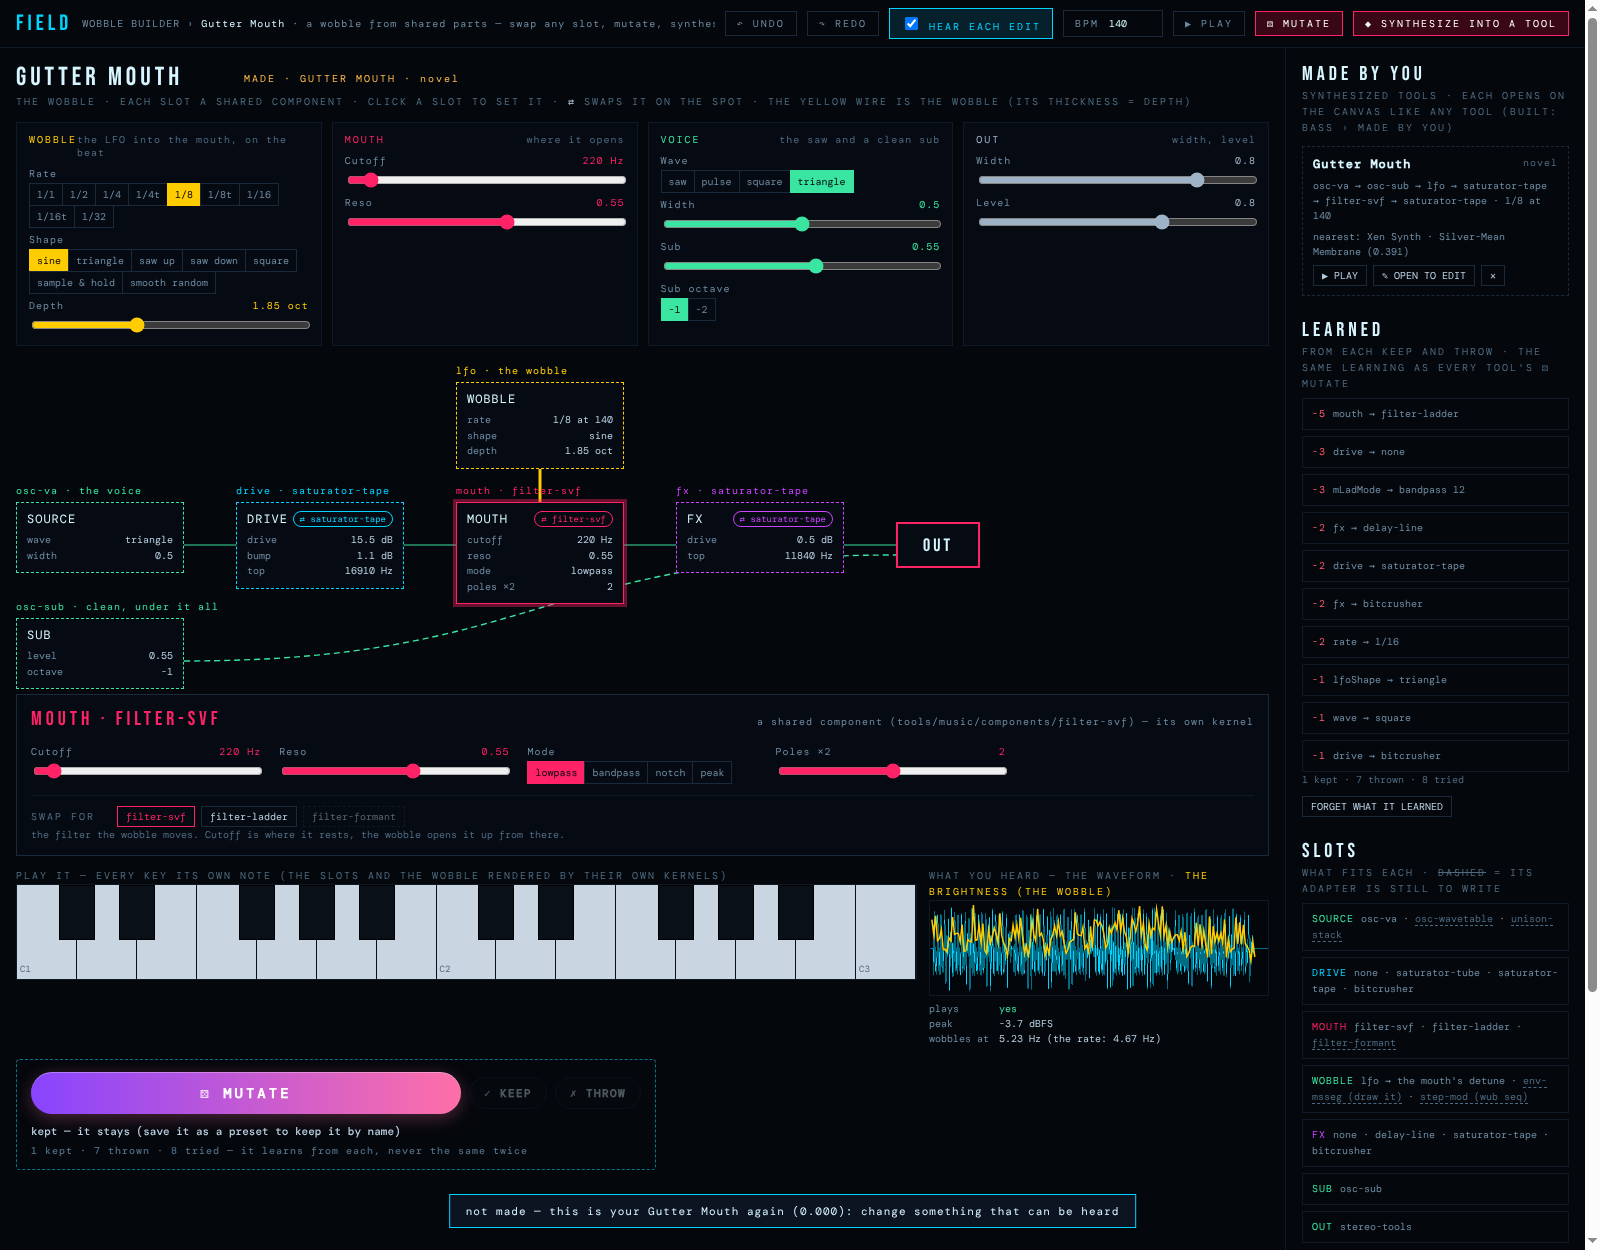 FIELD
WOBBLE BUILDER › Gutter Mouth · a wobble from shared parts — swap any slot, mutate, synthes
↶ UNDO
↷ REDO
HEAR EACH EDIT
BPM 140
▶ PLAY
⚄ MUTATE
◆ SYNTHESIZE INTO A TOOL
GUTTER MOUTH
MADE · GUTTER MOUTH · novel
THE WOBBLE · EACH SLOT A SHARED COMPONENT · CLICK A SLOT TO SET IT · ⇄ SWAPS IT ON THE SPOT · THE YELLOW WIRE IS THE WOBBLE (ITS THICKNESS = DEPTH)
WOBBLE the LFO into the mouth, on the
beat
Rate
1/1 1/2 1/4 1/4t 1/8 1/8t 1/16
1/16t 1/32
Shape
sine triangle saw up saw down square
sample & hold smooth random
Depth 1.85 oct
MOUTH where it opens
Cutoff 220 Hz
Reso 0.55
VOICE the saw and a clean sub
Wave
saw pulse square triangle
Width 0.5
Sub 0.55
Sub octave
-1 -2
OUT width, level
Width 0.8
Level 0.8
lfo · the wobble
WOBBLE
rate 1/8 at 140
shape sine
depth 1.85 oct
osc-va · the voice
SOURCE
wave triangle
width 0.5
drive · saturator-tape
DRIVE ⇄ saturator-tape
drive 15.5 dB
bump 1.1 dB
top 16910 Hz
mouth · filter-svf
MOUTH ⇄ filter-svf
cutoff 220 Hz
reso 0.55
mode lowpass
poles ×2 2
fx · saturator-tape
FX ⇄ saturator-tape
drive 0.5 dB
top 11840 Hz
OUT
osc-sub · clean, under it all
SUB
level 0.55
octave -1
MOUTH · FILTER-SVF
a shared component (tools/music/components/filter-svf) — its own kernel
Cutoff 220 Hz
Reso 0.55
Mode
lowpass bandpass notch peak
Poles ×2 2
SWAP FOR filter-svf filter-ladder filter-formant
the filter the wobble moves. Cutoff is where it rests, the wobble opens it up from there.
PLAY IT — EVERY KEY ITS OWN NOTE (THE SLOTS AND THE WOBBLE RENDERED BY THEIR OWN KERNELS)
C1 C2 C3
WHAT YOU HEARD — THE WAVEFORM · THE
BRIGHTNESS (THE WOBBLE)
plays yes
peak -3.7 dBFS
wobbles at 5.23 Hz (the rate: 4.67 Hz)
⚄ MUTATE
✓ KEEP
✗ THROW
kept — it stays (save it as a preset to keep it by name)
1 kept · 7 thrown · 8 tried — it learns from each, never the same twice
not made — this is your Gutter Mouth again (0.000): change something that can be heard
MADE BY YOU
SYNTHESIZED TOOLS · EACH OPENS ON
THE CANVAS LIKE ANY TOOL (BUILT:
BASS › MADE BY YOU)
Gutter Mouth novel
osc-va → osc-sub → lfo → saturator-tape
→ filter-svf → saturator-tape · 1/8 at
140
nearest: Xen Synth · Silver-Mean
Membrane (0.391)
▶ PLAY
✎ OPEN TO EDIT
✕
LEARNED
FROM EACH KEEP AND THROW · THE
SAME LEARNING AS EVERY TOOL'S ⚄
MUTATE
-5 mouth → filter-ladder
-3 drive → none
-3 mLadMode → bandpass 12
-2 fx → delay-line
-2 drive → saturator-tape
-2 fx → bitcrusher
-2 rate → 1/16
-1 lfoShape → triangle
-1 wave → square
-1 drive → bitcrusher
1 kept · 7 thrown · 8 tried
FORGET WHAT IT LEARNED
SLOTS
WHAT FITS EACH · DASHED = ITS
ADAPTER IS STILL TO WRITE
SOURCE osc-va · osc-wavetable · unison-
stack
DRIVE none · saturator-tube · saturator-
tape · bitcrusher
MOUTH filter-svf · filter-ladder ·
filter-formant
WOBBLE lfo → the mouth's detune · env-
msseg (draw it) · step-mod (wub seq)
FX none · delay-line · saturator-tape ·
bitcrusher
SUB osc-sub
OUT stereo-tools